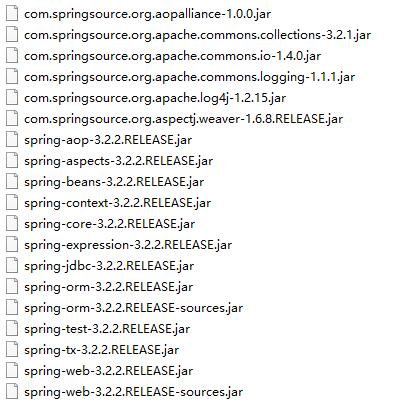 com.springsource.org.aopalliance-1.0.0.jar
com.springsource.org.apache.commons.collections-3.2.1.jar
com.springsource.org.apache.commons.io-1.4.0.jar
com.springsource.org.apache.commons.logging-1.1.1.jar
com.springsource.org.apache.log4j-1.2.15.jar
com.springsource.org.aspectj.weaver-1.6.8.RELEASE.jar
spring-aop-3.2.2.RELEASE.jar
spring-aspects-3.2.2.RELEASE.jar
spring-beans-3.2.2.RELEASE.jar
spring-context-3.2.2.RELEASE.jar
spring-core-3.2.2.RELEASE.jar
spring-expression-3.2.2.RELEASE.jar
spring-jdbc-3.2.2.RELEASE.jar
spring-orm-3.2.2.RELEASE.jar
spring-orm-3.2.2.RELEASE-sources.jar
spring-test-3.2.2.RELEASE.jar
spring-tx-3.2.2.RELEASE.jar
spring-web-3.2.2.RELEASE.jar
spring-web-3.2.2.RELEASE-sources.jar